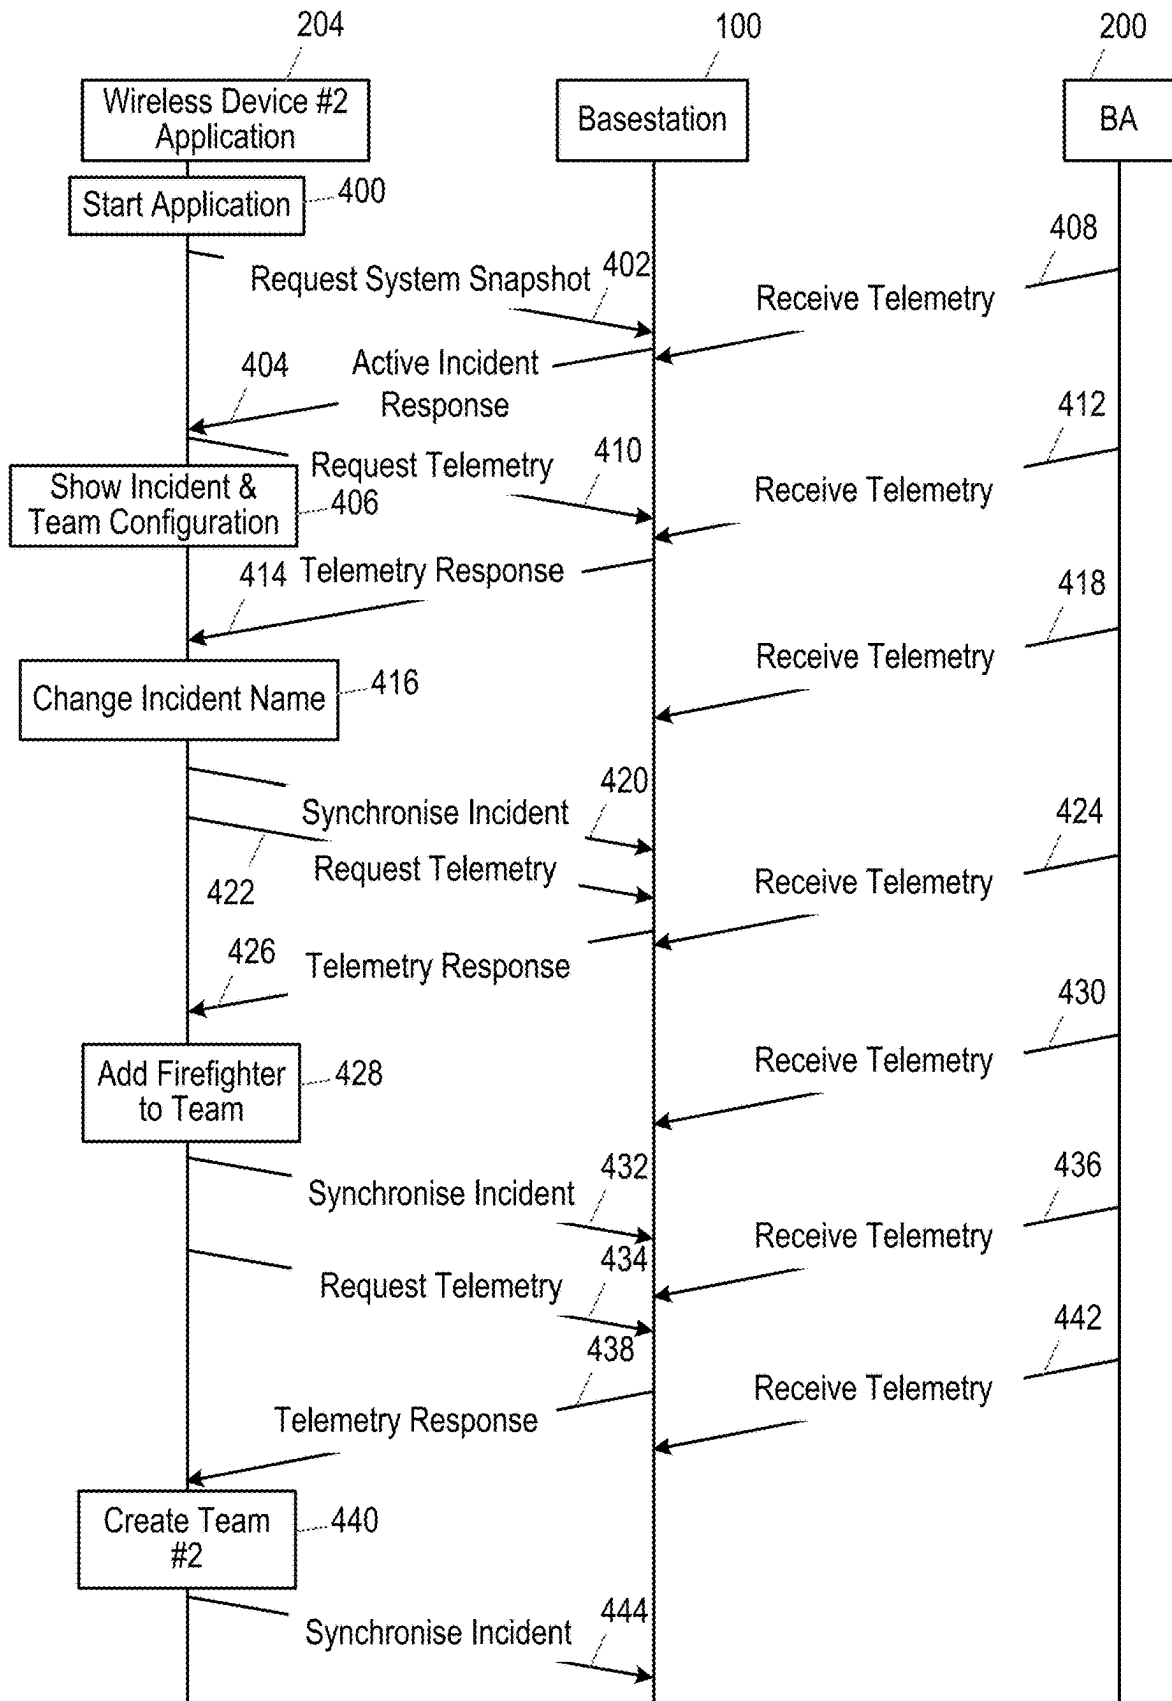 204
100
200
Wireless Device #2
Application
Basestation
BA
Start Application
400
408
Request System Snapshot
402
Receive Telemetry
404
Active Incident
Response
412
Request Telemetry
410
Receive Telemetry
Show Incident &
Team Configuration
406
414
Telemetry Response
418
Receive Telemetry
Change Incident Name
416
420
Synchronise Incident
424
422
Request Telemetry
Receive Telemetry
426
Telemetry Response
430
Receive Telemetry
Add Firefighter
to Team
428
432
436
Synchronise Incident
Receive Telemetry
434
Request Telemetry
442
438
Receive Telemetry
Telemetry Response
Create Team
#2
440
444
Synchronise Incident